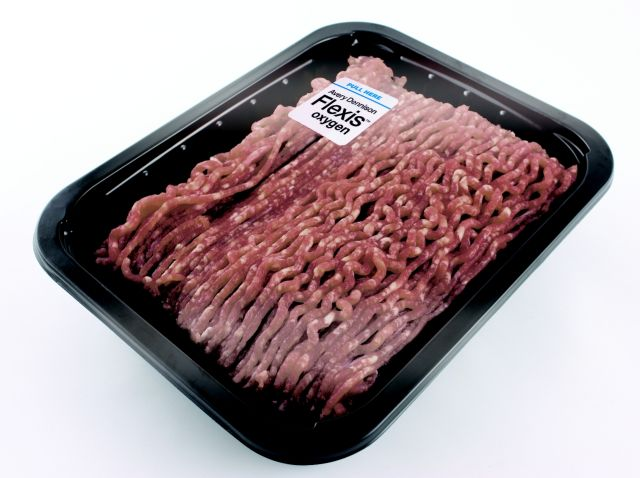 PULL HERE
Avery Dennison
Flexis™
oxygen